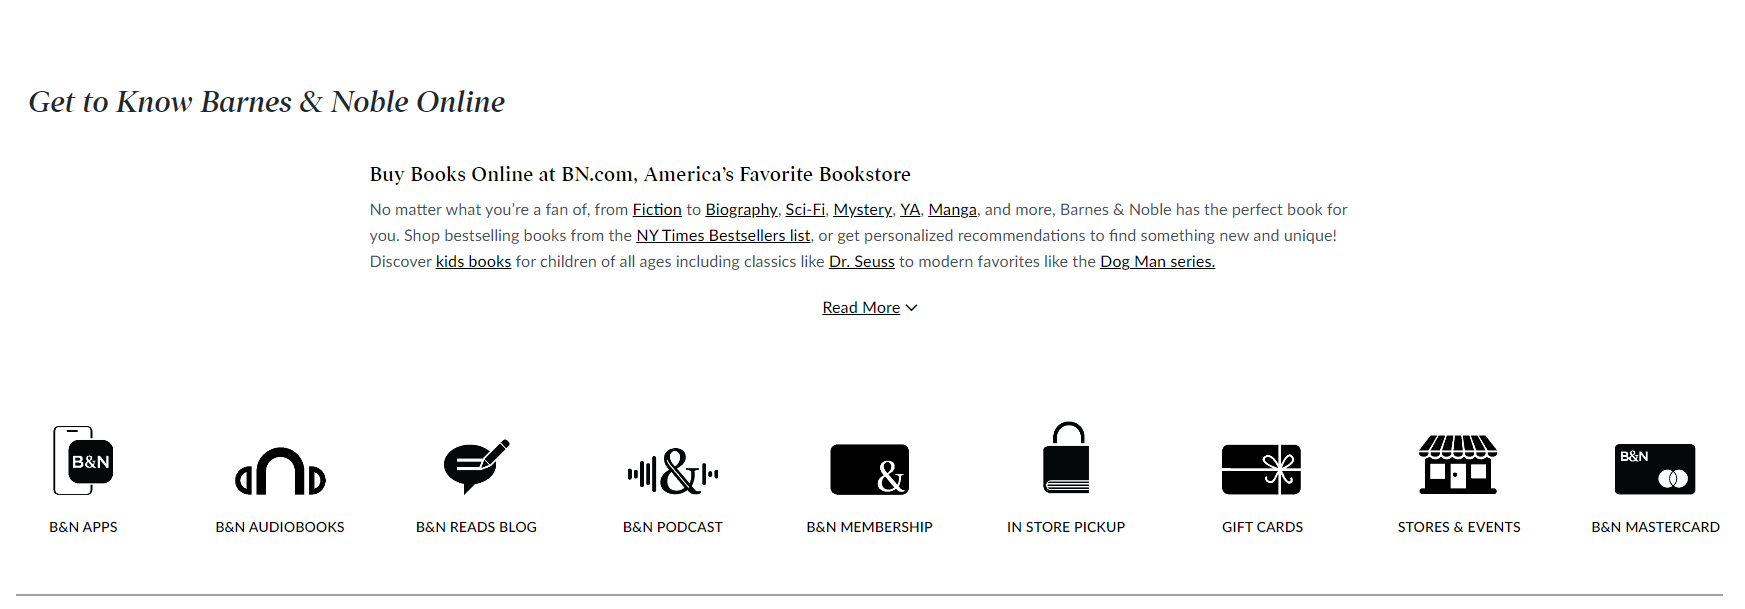 Get to Know Barnes & Noble Online
Buy Books Online at BN.com, America’s Favorite Bookstore
No matter what you’re a fan of, from Fiction to Biography, Sci-Fi, Mystery, YA, Manga, and more, Barnes & Noble has the perfect book for
you. Shop bestselling books from the NY Times Bestsellers list, or get personalized recommendations to find something new and unique!
Discover kids books for children of all ages including classics like Dr. Seuss to modern favorites like the Dog Man series.
Read More
B&N
&
&
B&N
B&N APPS
B&N AUDIOBOOKS
B&N READS BLOG
B&N PODCAST
B&N MEMBERSHIP
IN STORE PICKUP
GIFT CARDS
STORES & EVENTS
B&N MASTERCARD